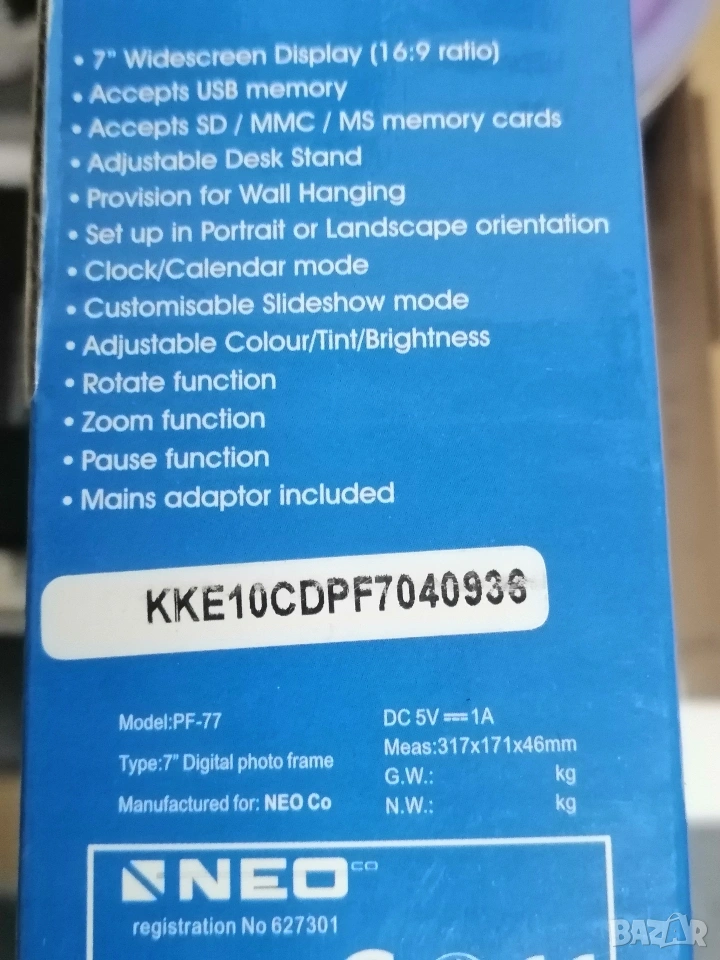 • 7" Widescreen Display (16:9 ratio)
• Accepts USB memory
• Accepts SD / MMC / MS memory cards
• Adjustable Desk Stand
• Provision for Wall Hanging
• Set up in Portrait or Landscape orientation
• Clock/Calendar mode
• Customisable Slideshow mode
• Adjustable Colour/Tint/Brightness
• Rotate function
• Zoom function
• Pause function
• Mains adaptor included
KKE10CDPF7040936
Model:PF-77
Type:7" Digital photo frame
Manufactured for: NEO Co
DC 5V⎓1A
Meas:317x171x46mm
G.W.: kg
N.W.: kg
NEO CO
registration No 627301
BAZAR